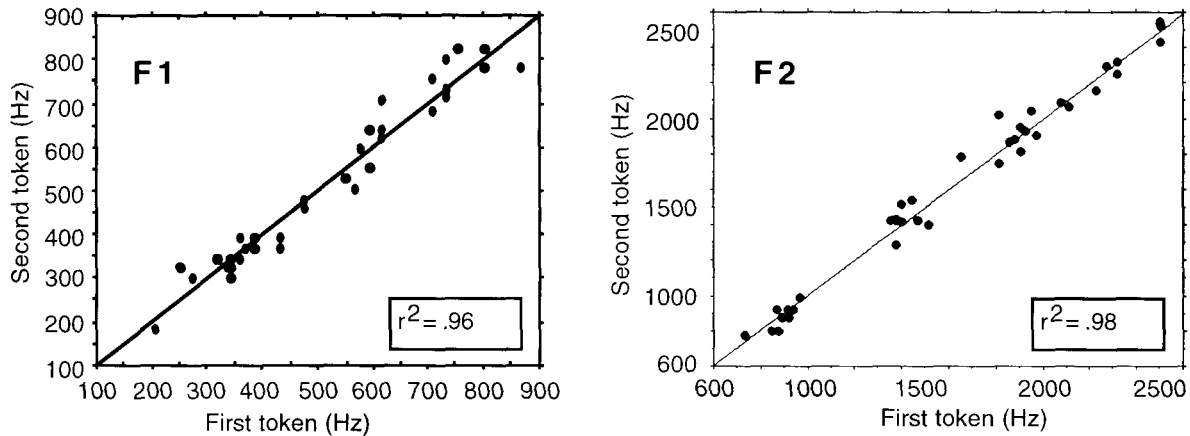 F1
Second token (Hz)
900
800
700
600
500
400
300
200
100
r2 = .96
100 200 300 400 500 600 700 800 900
First token (Hz)
F2
Second token (Hz)
2500
2000
1500
1000
600
r2 = .98
600 1000 1500 2000 2500
First token (Hz)